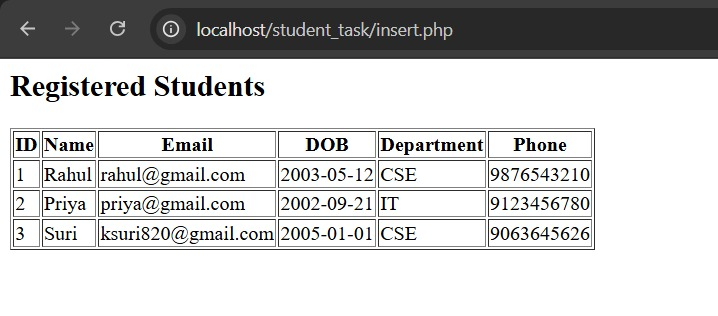 localhost/student_task/insert.php
Registered Students
ID Name Email DOB Department Phone
1 Rahul rahul@gmail.com 2003-05-12 CSE 9876543210
2 Priya priya@gmail.com 2002-09-21 IT 9123456780
3 Suri ksuri820@gmail.com 2005-01-01 CSE 9063645626